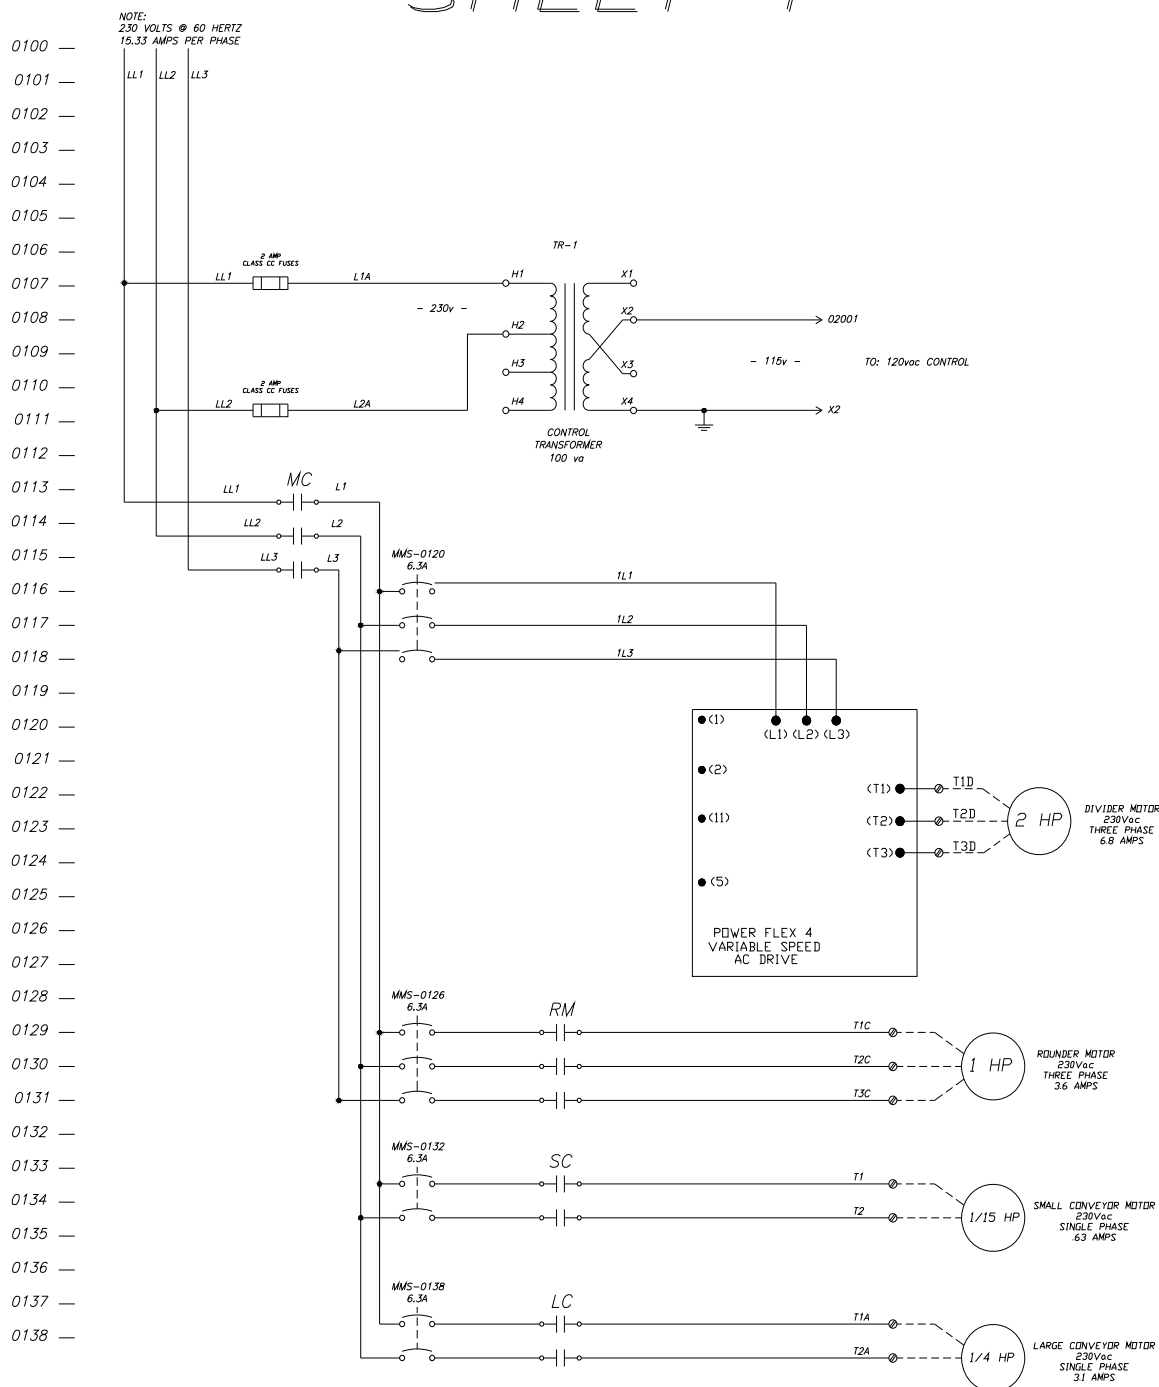 SHEET 1
NOTE:
230 VOLTS @ 60 HERTZ
15.33 AMPS PER PHASE
0100
LL1 LL2 LL3
0101
0102
0103
0104
0105
0106
TR-1
2 AMP
CLASS CC FUSES
0107
LL1 L1A H1 X1
- 230v -
0108
H2 X2 02001
0109
H3 X3 - 115v - TO: 120vac CONTROL
0110
2 AMP
CLASS CC FUSES
LL2 L2A H4 X4 X2
0111
CONTROL
TRANSFORMER
100 va
0112
0113
MC
LL1 L1
0114
LL2 L2
0115
LL3 L3
MMS-0120
6.3A
0116
1L1
0117
1L2
0118
1L3
0119
0120
(1) (L1) (L2) (L3)
0121
(2)
0122
(T1) T1D
0123
(11) (T2) T2D 2 HP
DIVIDER MOTOR
230Vac
THREE PHASE
6.8 AMPS
0124
(T3) T3D
0125
(5)
0126
POWER FLEX 4
VARIABLE SPEED
AC DRIVE
0127
0128
MMS-0126
6.3A
RM
0129
T1C
0130
T2C 1 HP
ROUNDER MOTOR
230Vac
THREE PHASE
3.6 AMPS
0131
T3C
0132
MMS-0132
6.3A
SC
0133
T1
0134
T2 1/15 HP
SMALL CONVEYOR MOTOR
230Vac
SINGLE PHASE
.63 AMPS
0135
0136
MMS-0138
6.3A
LC
0137
T1A
0138
T2A 1/4 HP
LARGE CONVEYOR MOTOR
230Vac
SINGLE PHASE
3.1 AMPS